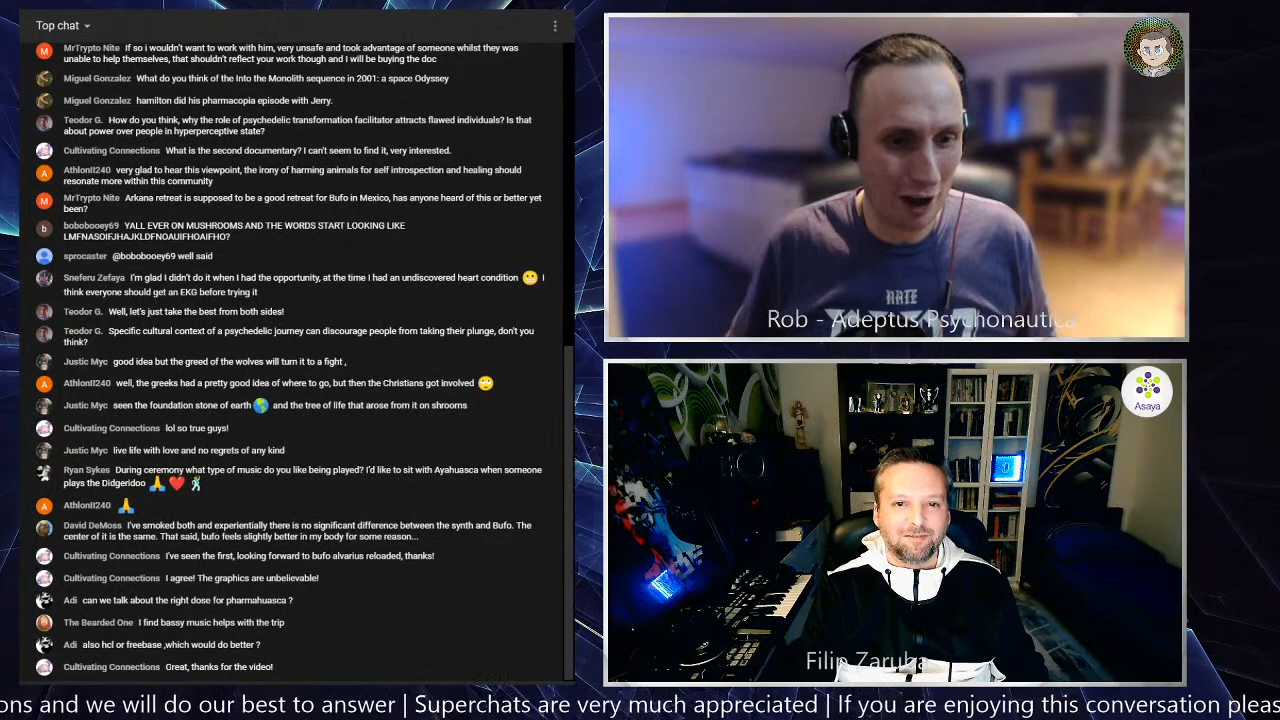 Top chat
MrTrypto Nite If so i wouldn't want to work with him, very unsafe and took advantage of someone whilst they was
unable to help themselves, that shouldn't reflect your work though and I will be buying the doc
Miguel Gonzalez What do you think of the Into the Monolith sequence in 2001: a space Odyssey
Miguel Gonzalez hamilton did his pharmacopia episode with Jerry.
Teodor G. How do you think, why the role of psychedelic transformation facilitator attracts flawed individuals? Is that
about power over people in hyperperceptive state?
Cultivating Connections What is the second documentary? I can't seem to find it, very interested.
AthlonII240 very glad to hear this viewpoint, the irony of harming animals for self introspection and healing should
resonate more within this community
MrTrypto Nite Arkana retreat is supposed to be a good retreat for Bufo in Mexico, has anyone heard of this or better yet
been?
bobobooey69 YALL EVER ON MUSHROOMS AND THE WORDS START LOOKING LIKE
LMFNASOIFJHAJKLDFNOAUIFHOAIFHO?
sprocaster @bobobooey69 well said
Sneferu Zefaya I'm glad I didn't do it when I had the opportunity, at the time I had an undiscovered heart condition 😬 I
think everyone should get an EKG before trying it
Teodor G. Well, let's just take the best from both sides!
Teodor G. Specific cultural context of a psychedelic journey can discourage people from taking their plunge, don't you
think?
Justic Myc good idea but the greed of the wolves will turn it to a fight ,
AthlonII240 well, the greeks had a pretty good idea of where to go, but then the Christians got involved 🙄
Justic Myc seen the foundation stone of earth🌎 and the tree of life that arose from it on shrooms
Cultivating Connections lol so true guys!
Justic Myc live life with love and no regrets of any kind
Ryan Sykes During ceremony what type of music do you like being played? I'd like to sit with Ayahuasca when someone
plays the Didgeridoo 🙏❤️🕺
AthlonII240 🙏
David DeMoss I've smoked both and experientially there is no significant difference between the synth and Bufo. The
center of it is the same. That said, bufo feels slightly better in my body for some reason...
Cultivating Connections I've seen the first, looking forward to bufo alvarius reloaded, thanks!
Cultivating Connections I agree! The graphics are unbelievable!
Adi can we talk about the right dose for pharmahuasca ?
The Bearded One I find bassy music helps with the trip
Adi also hcl or freebase ,which would do better ?
Cultivating Connections Great, thanks for the video!
Rob - Adeptus Psychonautica
Asaya
Filip Zaruba
ons and we will do our best to answer | Superchats are very much appreciated | If you are enjoying this conversation pleas